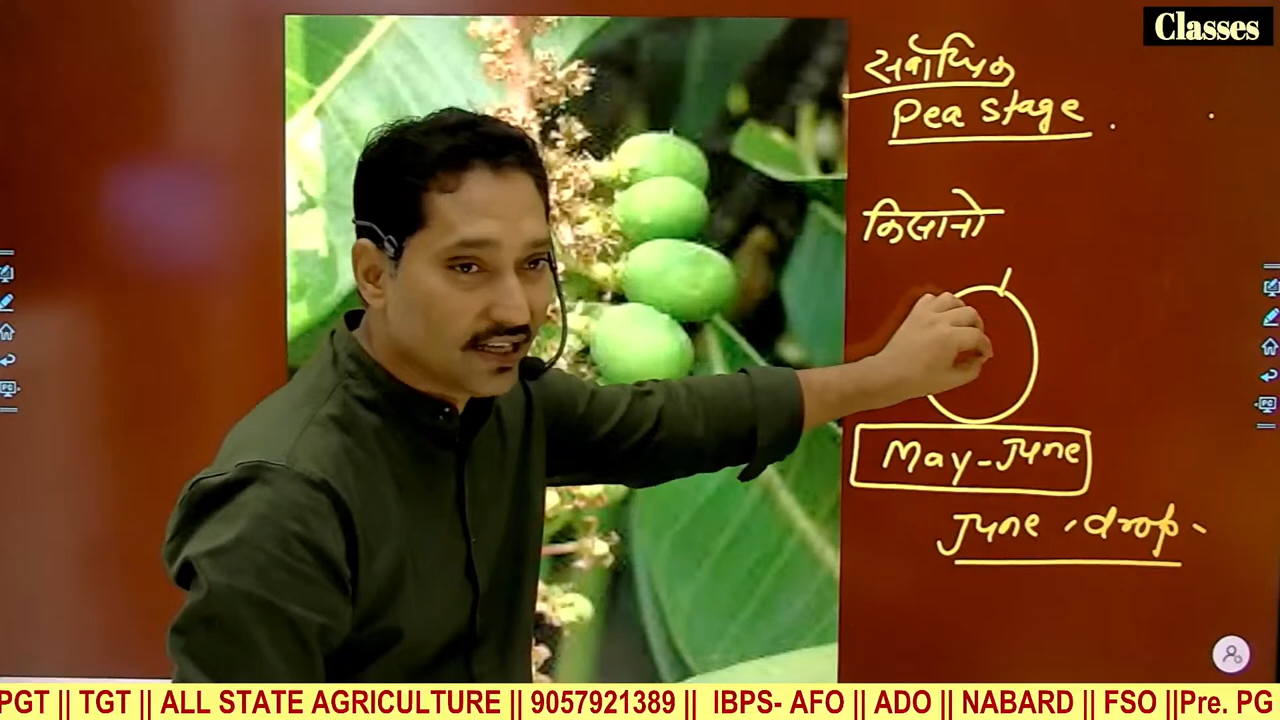 Classes
सर्वाधिक
Pea stage .
किसानो
May-June
June drop
PGT || TGT || ALL STATE AGRICULTURE || 9057921389 || IBPS- AFO || ADO || NABARD || FSO ||Pre. PG